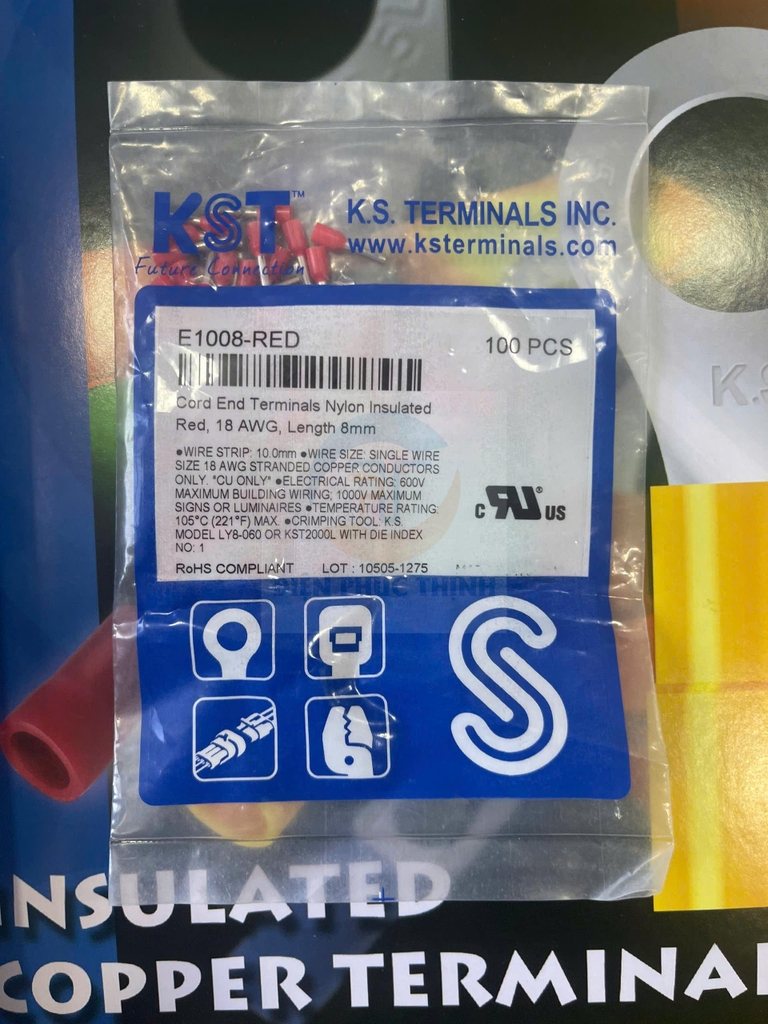 KST™
Future Connection
K.S. TERMINALS INC.
www.ksterminals.com
E1008-RED
100 PCS
Cord End Terminals Nylon Insulated
Red, 18 AWG, Length 8mm
●WIRE STRIP: 10.0mm ●WIRE SIZE: SINGLE WIRE
SIZE 18 AWG STRANDED COPPER CONDUCTORS
ONLY. "CU ONLY" ●ELECTRICAL RATING: 600V
MAXIMUM BUILDING WIRING; 1000V MAXIMUM
SIGNS OR LUMINAIRES ●TEMPERATURE RATING:
105°C (221°F) MAX. ●CRIMPING TOOL: K.S.
MODEL LY8-060 OR KST2000L WITH DIE INDEX
NO: 1
C RU® US
RoHS COMPLIANT LOT : 10505-1275
ĐIỆN PHÚC THỊNH
K.S
INSULATED
COPPER TERMINA